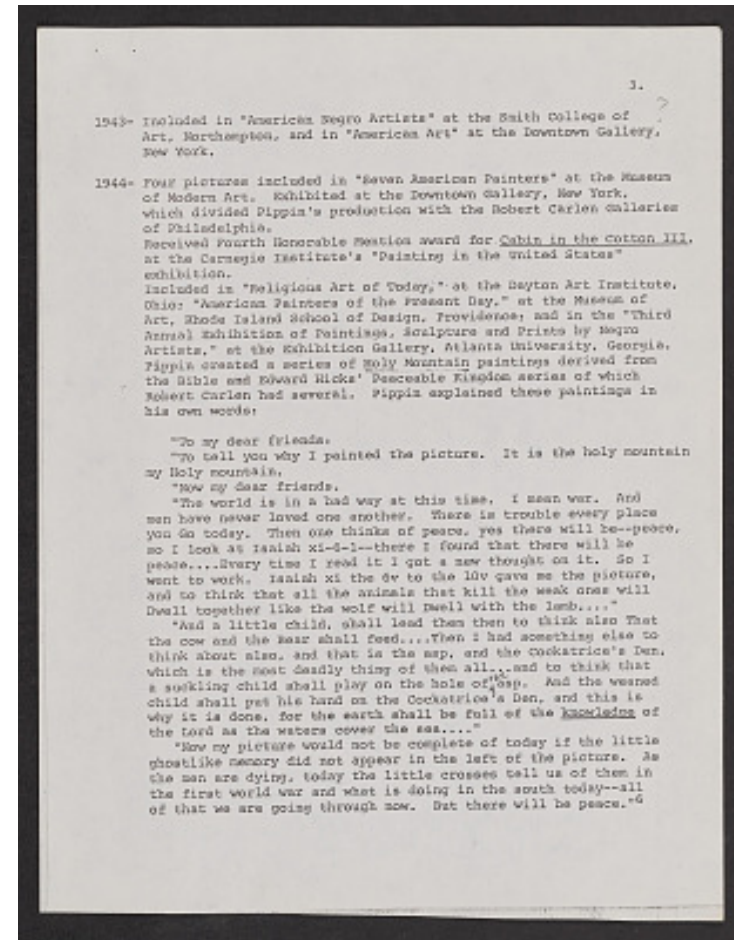 3.
?
1943- Included in "American Negro Artists" at the Smith College of
Art, Northampton, and in "American Art" at the Downtown Gallery,
New York.
1944- Four pictures included in "Seven American Painters" at the Museum
of Modern Art. Exhibited at the Downtown Gallery, New York,
which divided Pippin's production with the Robert Carlen Galleries
of Philadelphia.
Received Fourth Honorable Mention award for Cabin in the Cotton III,
at the Carnegie Institute's "Painting in the United States"
exhibition.
Included in "Religious Art of Today," at the Dayton Art Institute,
Ohio; "American Painters of the Present Day," at the Museum of
Art, Rhode Island School of Design, Providence; and in the "Third
Annual Exhibition of Paintings, Sculpture and Prints by Negro
Artists," at the Exhibition Gallery, Atlanta University, Georgia.
Pippin created a series of Holy Mountain paintings derived from
the Bible and Edward Hicks' Peaceable Kingdom series of which
Robert Carlen had several. Pippin explained these paintings in
his own words:
"To my dear friends.
"To tell you why I painted the picture. It is the holy mountain
my Holy mountain.
"Now my dear friends.
"The world is in a bad way at this time. I mean war. And
men have never loved one another. There is trouble every place
you Go today. Then one thinks of peace, yes there will be--peace,
so I look at Isaiah xi-6-1--there I found that there will be
peace....Every time I read it I got a new thought on it. So I
went to work. Isaiah xi the 6v to the 10v gave me the picture,
and to think that all the animals that kill the weak ones will
Dwell together like the wolf will Dwell with the lamb...."
"And a little child, shall lead them then to think also That
the cow and the Bear shall feed....Then I had something else to
think about also, and that is the asp, and the Cockatrice's Den,
which is the most deadly thing of them all...and to think that
a suckling child shall play on the hole of the asp. And the weaned
child shall put his hand on the Cockatrice's Den, and this is
why it is done, for the earth shall be full of the knowledge of
the Lord as the waters cover the sea...."
"Now my picture would not be complete of today if the little
ghostlike memory did not appear in the left of the picture. As
the men are dying, today the little crosses tell us of them in
the first world war and what is doing in the south today--all
of that we are going through now. But there will be peace."6